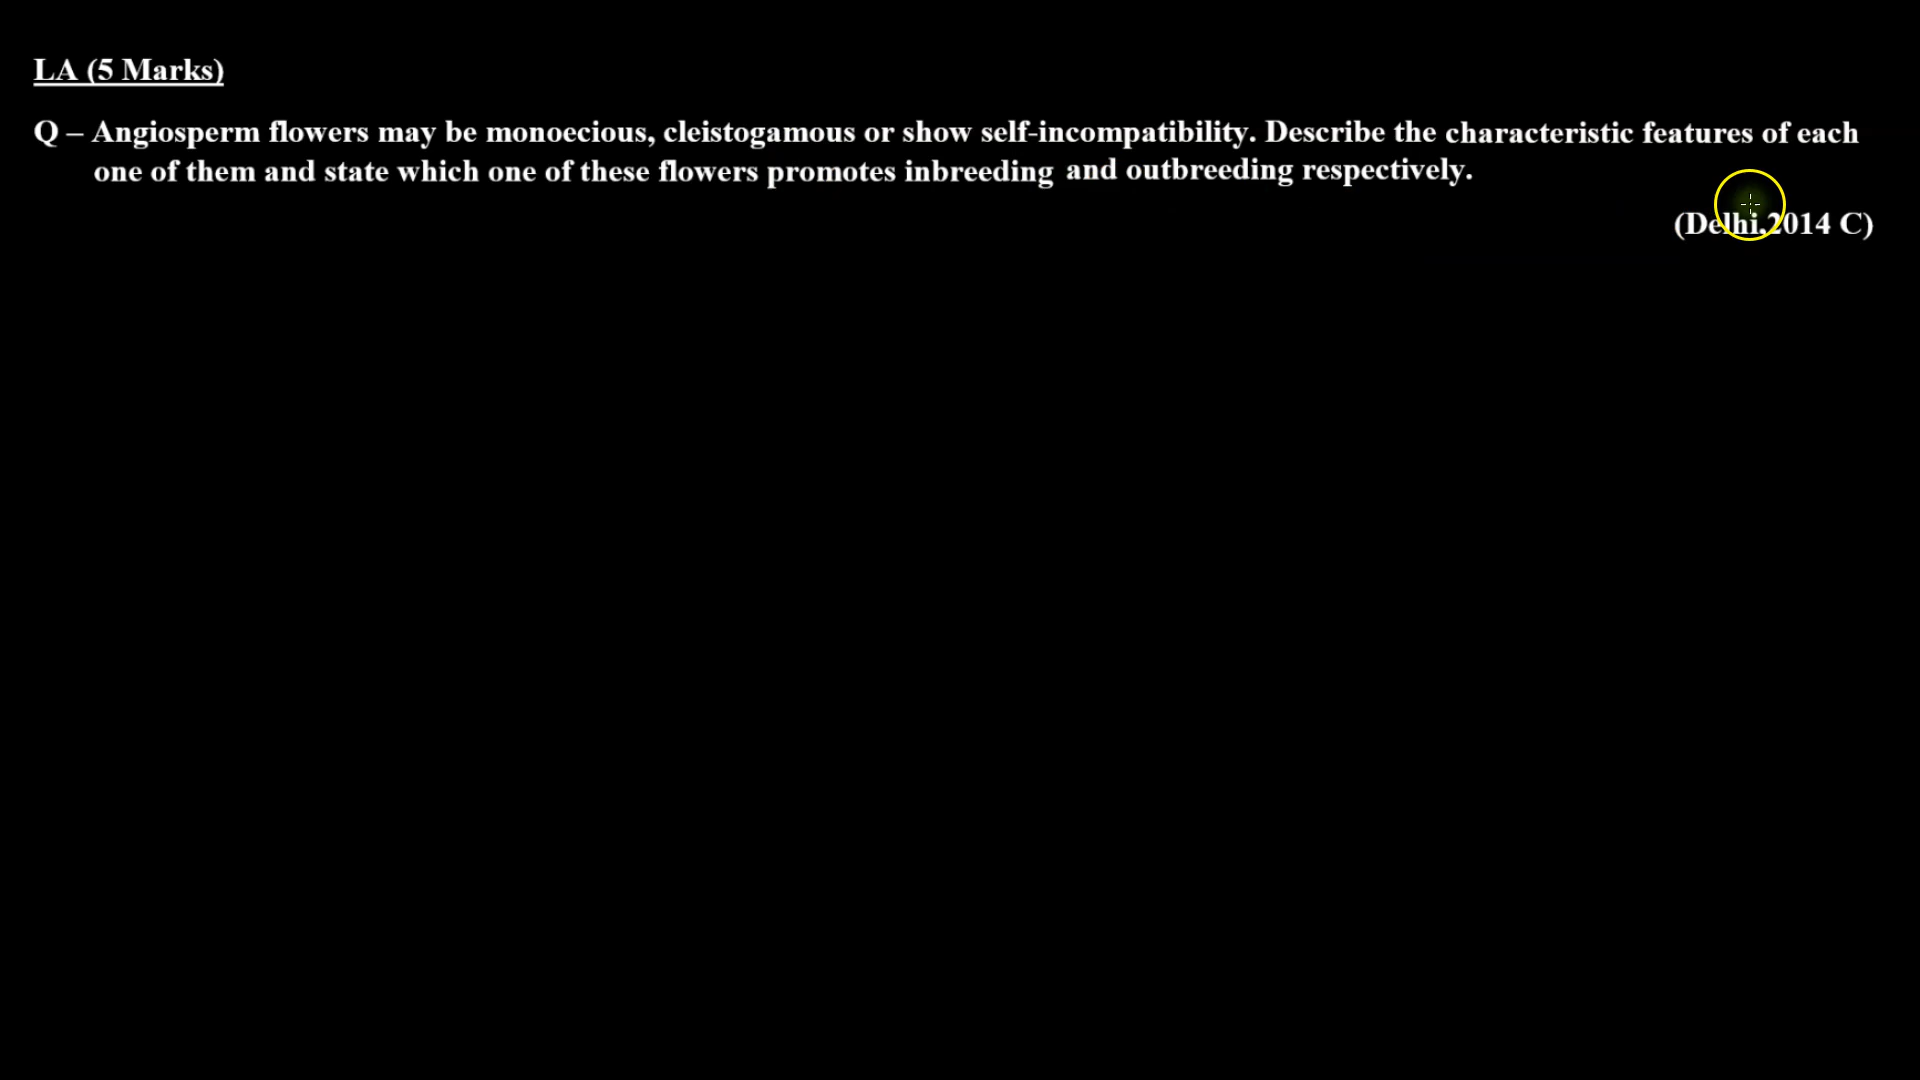 LA (5 Marks)
Q – Angiosperm flowers may be monoecious, cleistogamous or show self-incompatibility. Describe the characteristic features of each
one of them and state which one of these flowers promotes inbreeding and outbreeding respectively.
(Delhi,2014 C)